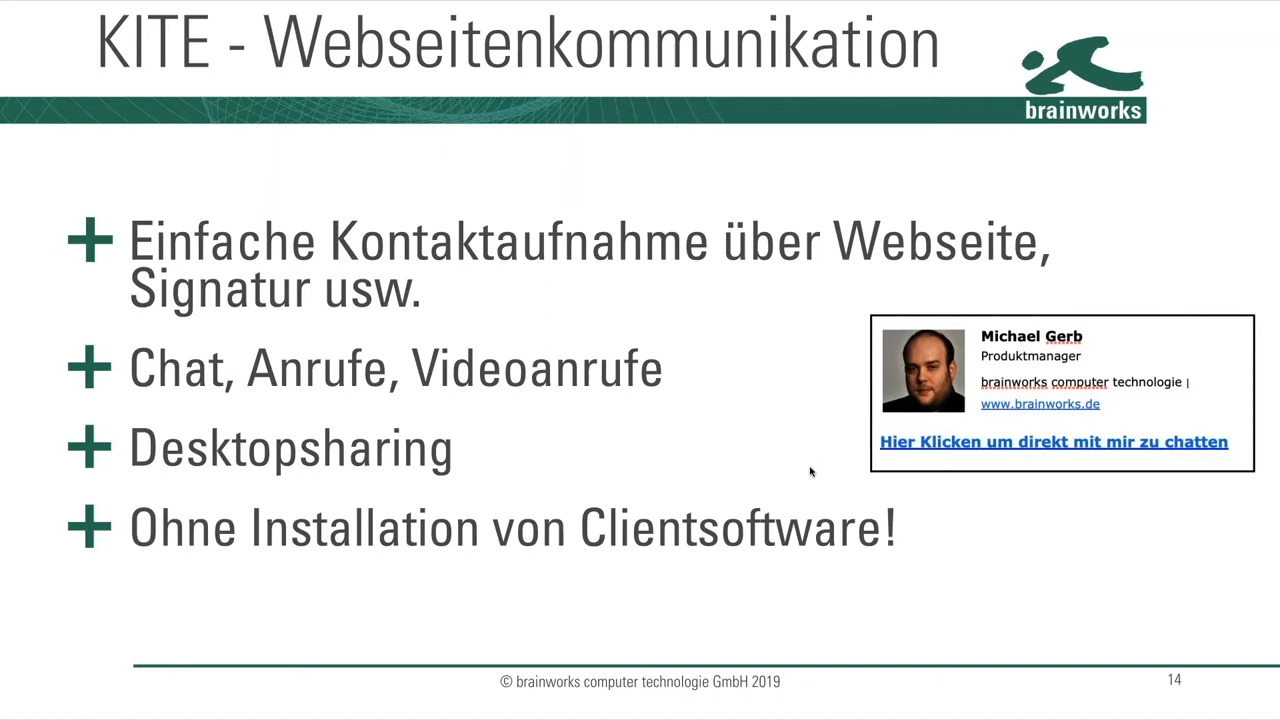 KITE - Webseitenkommunikation
brainworks
Einfache Kontaktaufnahme über Webseite,
Signatur usw.
Chat, Anrufe, Videoanrufe
Desktopsharing
Ohne Installation von Clientsoftware!
Michael Gerb
Produktmanager
brainworks computer technologie |
www.brainworks.de
Hier Klicken um direkt mit mir zu chatten
© brainworks computer technologie GmbH 2019
14